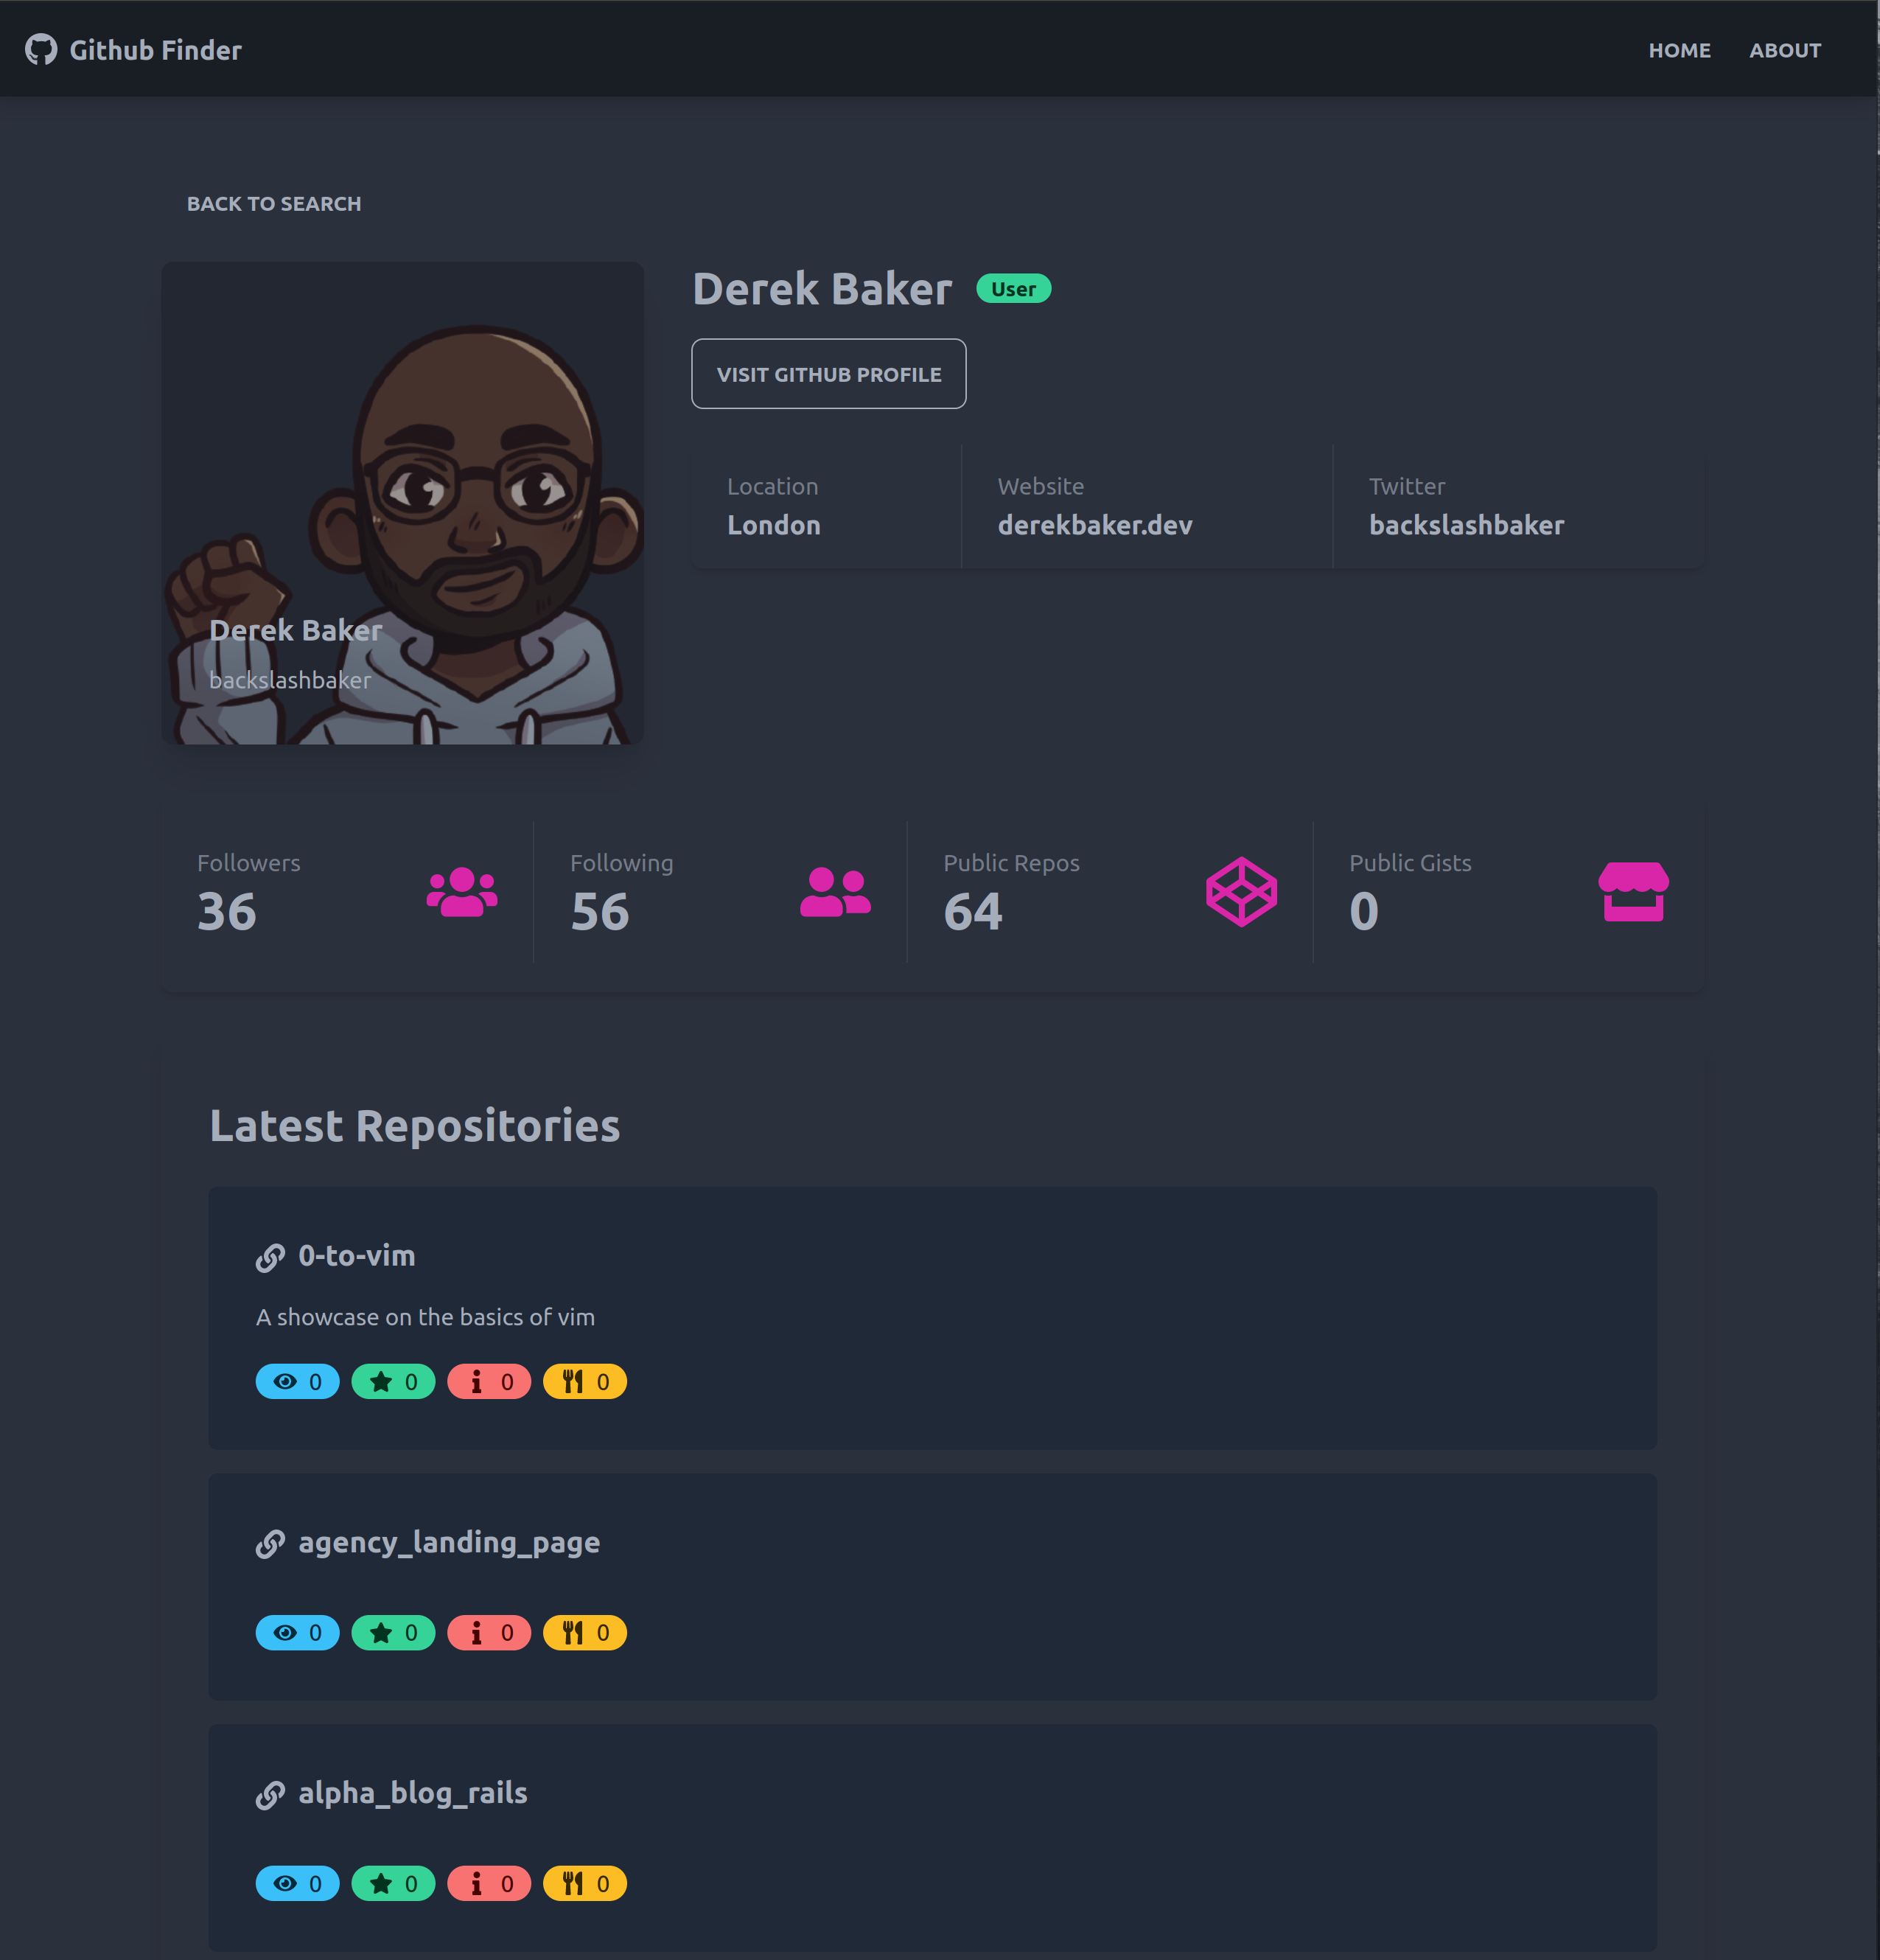 Github Finder
HOME
ABOUT
BACK TO SEARCH
Derek Baker
User
VISIT GITHUB PROFILE
Location
London
Website
derekbaker.dev
Twitter
backslashbaker
Derek Baker
backslashbaker
Followers
36
Following
56
Public Repos
64
Public Gists
0
Latest Repositories
0-to-vim
A showcase on the basics of vim
0 0 0 0
agency_landing_page
0 0 0 0
alpha_blog_rails
0 0 0 0